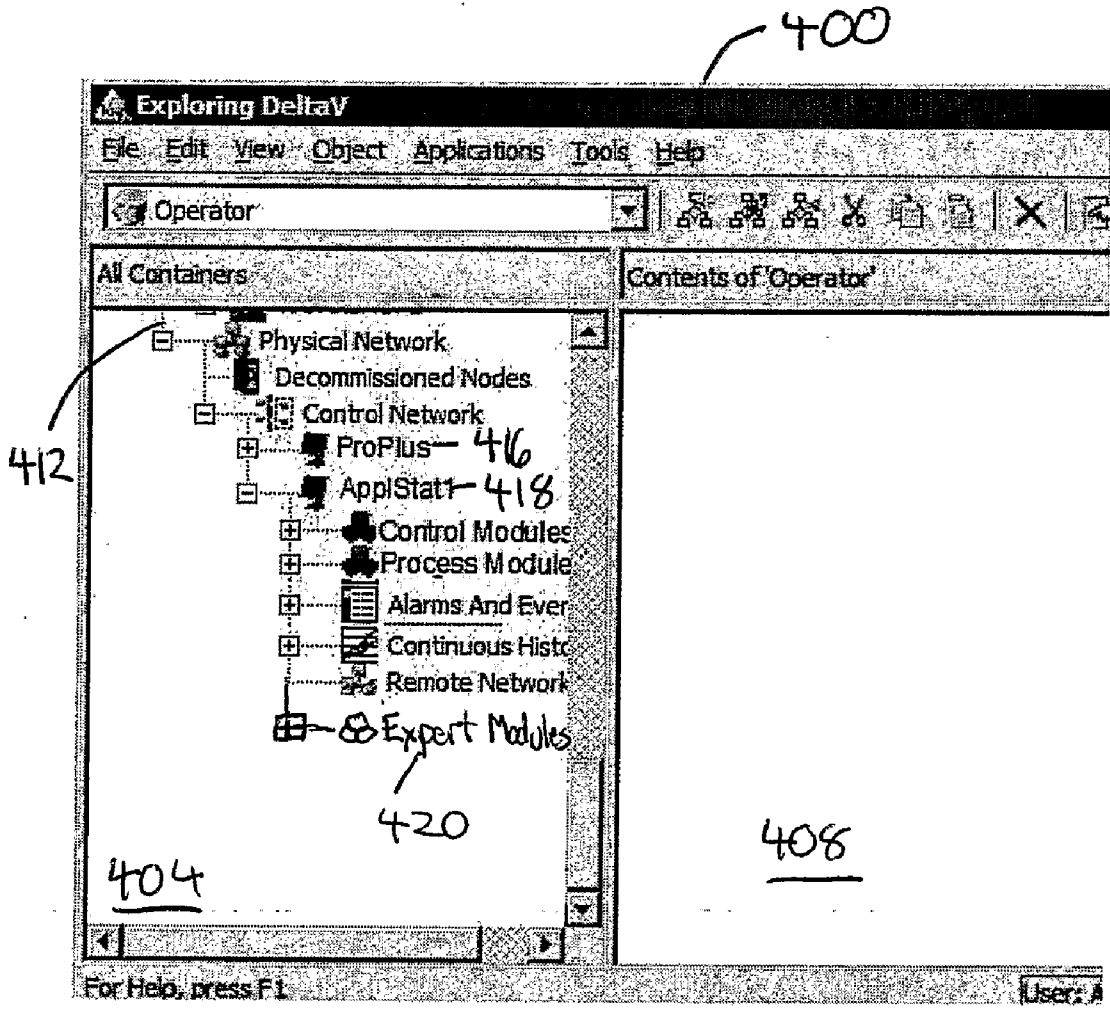 400
Exploring DeltaV
File Edit View Object Applications Tools Help
Operator
All Containers
Contents of 'Operator'
Physical Network
Decommissioned Nodes
Control Network
ProPlus 416
412
ApplStat1 418
Control Modules
Process Module
Alarms And Ever
Continuous Histo
Remote Network
Expert Modules
420
408
404
For Help, press F1
User: A